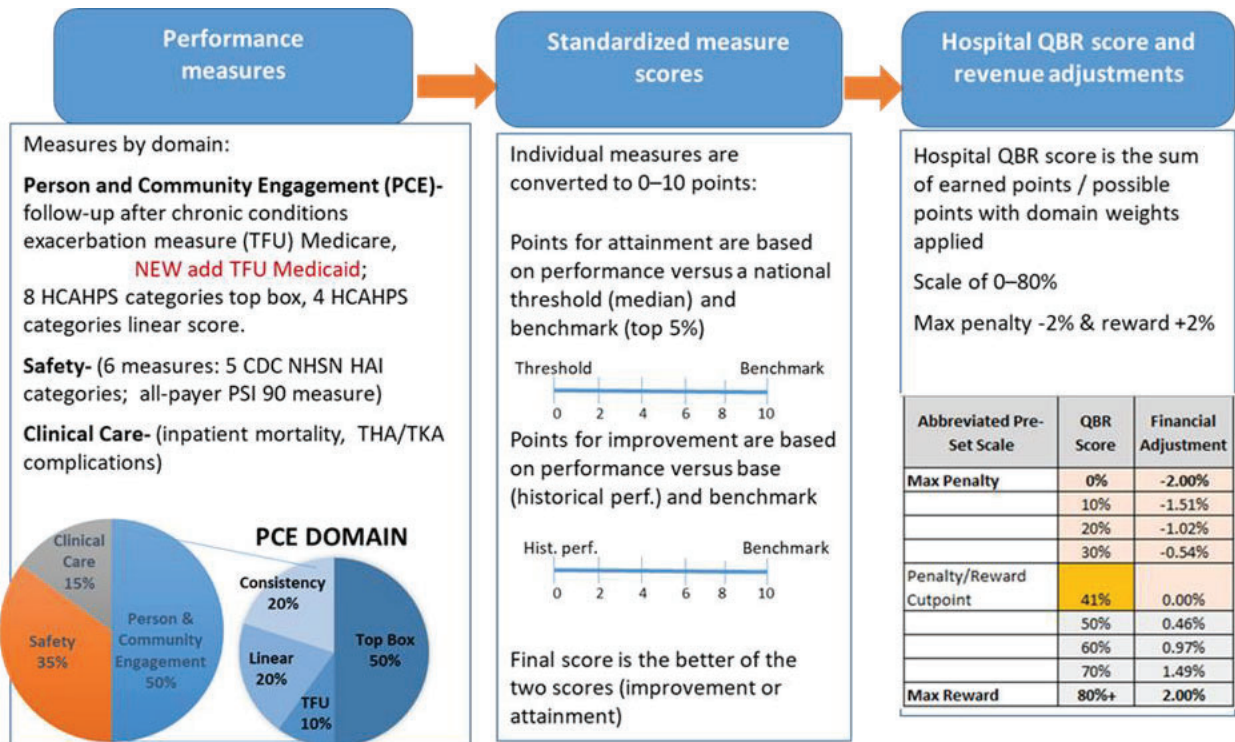 Performance
measures
Standardized measure
scores
Hospital QBR score and
revenue adjustments
Measures by domain:
Person and Community Engagement (PCE)-
follow-up after chronic conditions
exacerbation measure (TFU) Medicare,
NEW add TFU Medicaid;
8 HCAHPS categories top box, 4 HCAHPS
categories linear score.
Safety- (6 measures: 5 CDC NHSN HAI
categories; all-payer PSI 90 measure)
Clinical Care- (inpatient mortality, THA/TKA
complications)
Clinical
Care
15%
Safety
35%
Person &
Community
Engagement
50%
PCE DOMAIN
Consistency
20%
Linear
20%
TFU
10%
Top Box
50%
Individual measures are
converted to 0–10 points:
Points for attainment are based
on performance versus a national
threshold (median) and
benchmark (top 5%)
Threshold Benchmark
0 2 4 6 8 10
Points for improvement are based
on performance versus base
(historical perf.) and benchmark
Hist. perf. Benchmark
0 2 4 6 8 10
Final score is the better of the
two scores (improvement or
attainment)
Hospital QBR score is the sum
of earned points / possible
points with domain weights
applied
Scale of 0–80%
Max penalty -2% & reward +2%
Abbreviated Pre-
Set Scale
QBR
Score
Financial
Adjustment
Max Penalty 0% -2.00%
10% -1.51%
20% -1.02%
30% -0.54%
Penalty/Reward
Cutpoint 41% 0.00%
50% 0.46%
60% 0.97%
70% 1.49%
Max Reward 80%+ 2.00%